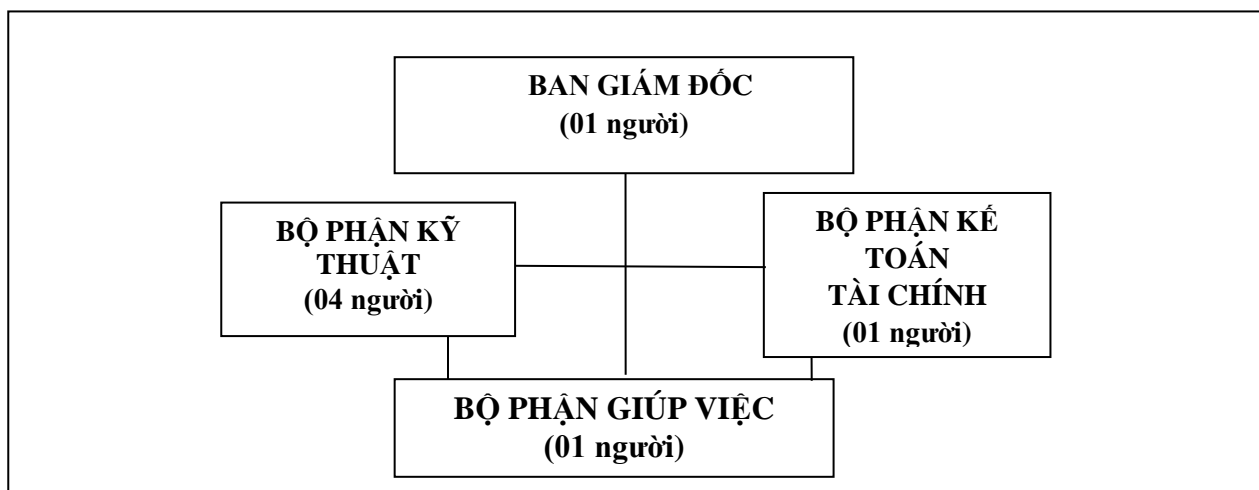 BAN GIÁM ĐỐC
(01 người)
BỘ PHẬN KỸ
THUẬT
(04 người)
BỘ PHẬN KẾ
TOÁN
TÀI CHÍNH
(01 người)
BỘ PHẬN GIÚP VIỆC
(01 người)